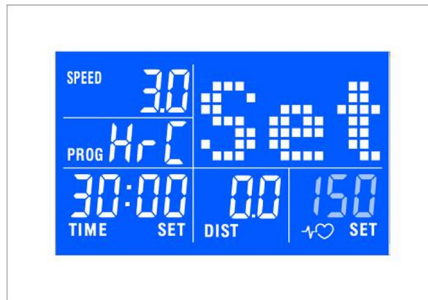 SPEED 3.0
Set
PROG HrC
30:00
TIME SET
0.0
DIST
150
SET